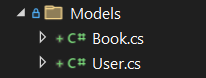 Models
+ C# Book.cs
+ C# User.cs